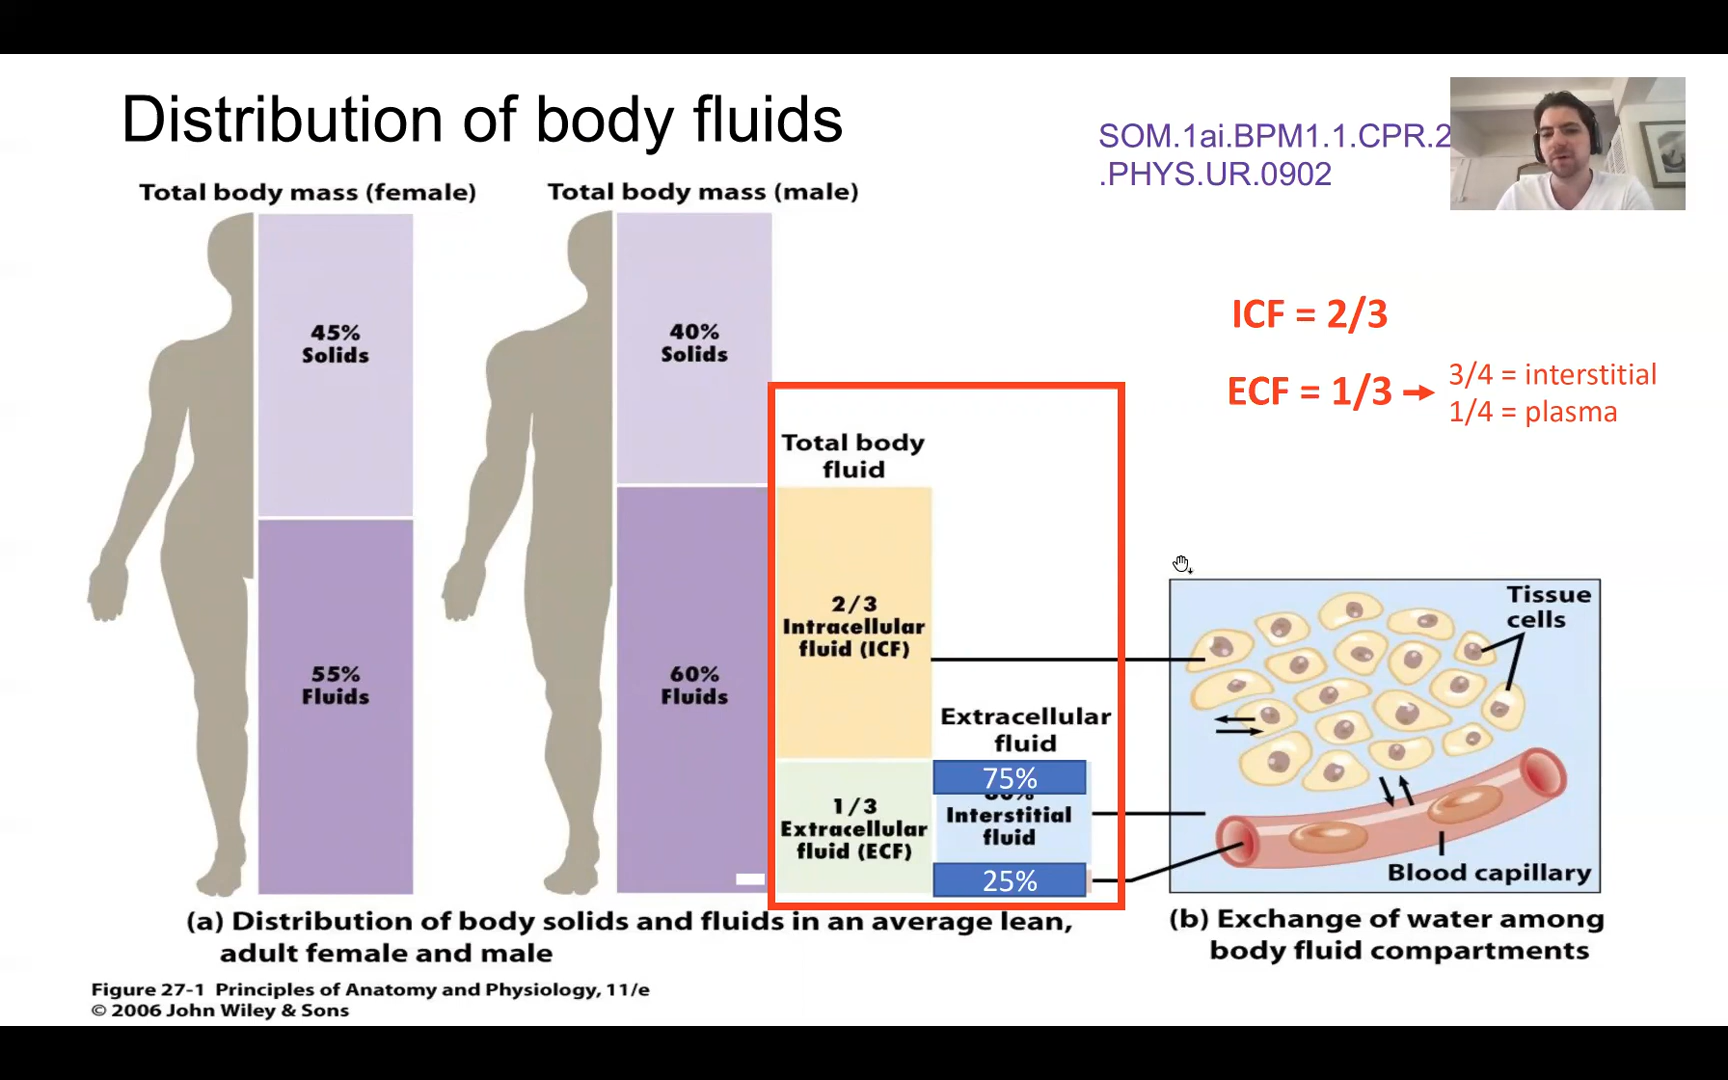 Distribution of body fluids
SOM.1ai.BPM1.1.CPR.2
.PHYS.UR.0902
Total body mass (female)
Total body mass (male)
45%
Solids
40%
Solids
55%
Fluids
60%
Fluids
ICF = 2/3
ECF = 1/3
3/4 = interstitial
1/4 = plasma
Total body
fluid
2/3
Intracellular
fluid (ICF)
1/3
Extracellular
fluid (ECF)
Extracellular
fluid
75%
Interstitial
fluid
25%
Tissue
cells
Blood capillary
(a) Distribution of body solids and fluids in an average lean,
adult female and male
(b) Exchange of water among
body fluid compartments
Figure 27-1 Principles of Anatomy and Physiology, 11/e
© 2006 John Wiley & Sons